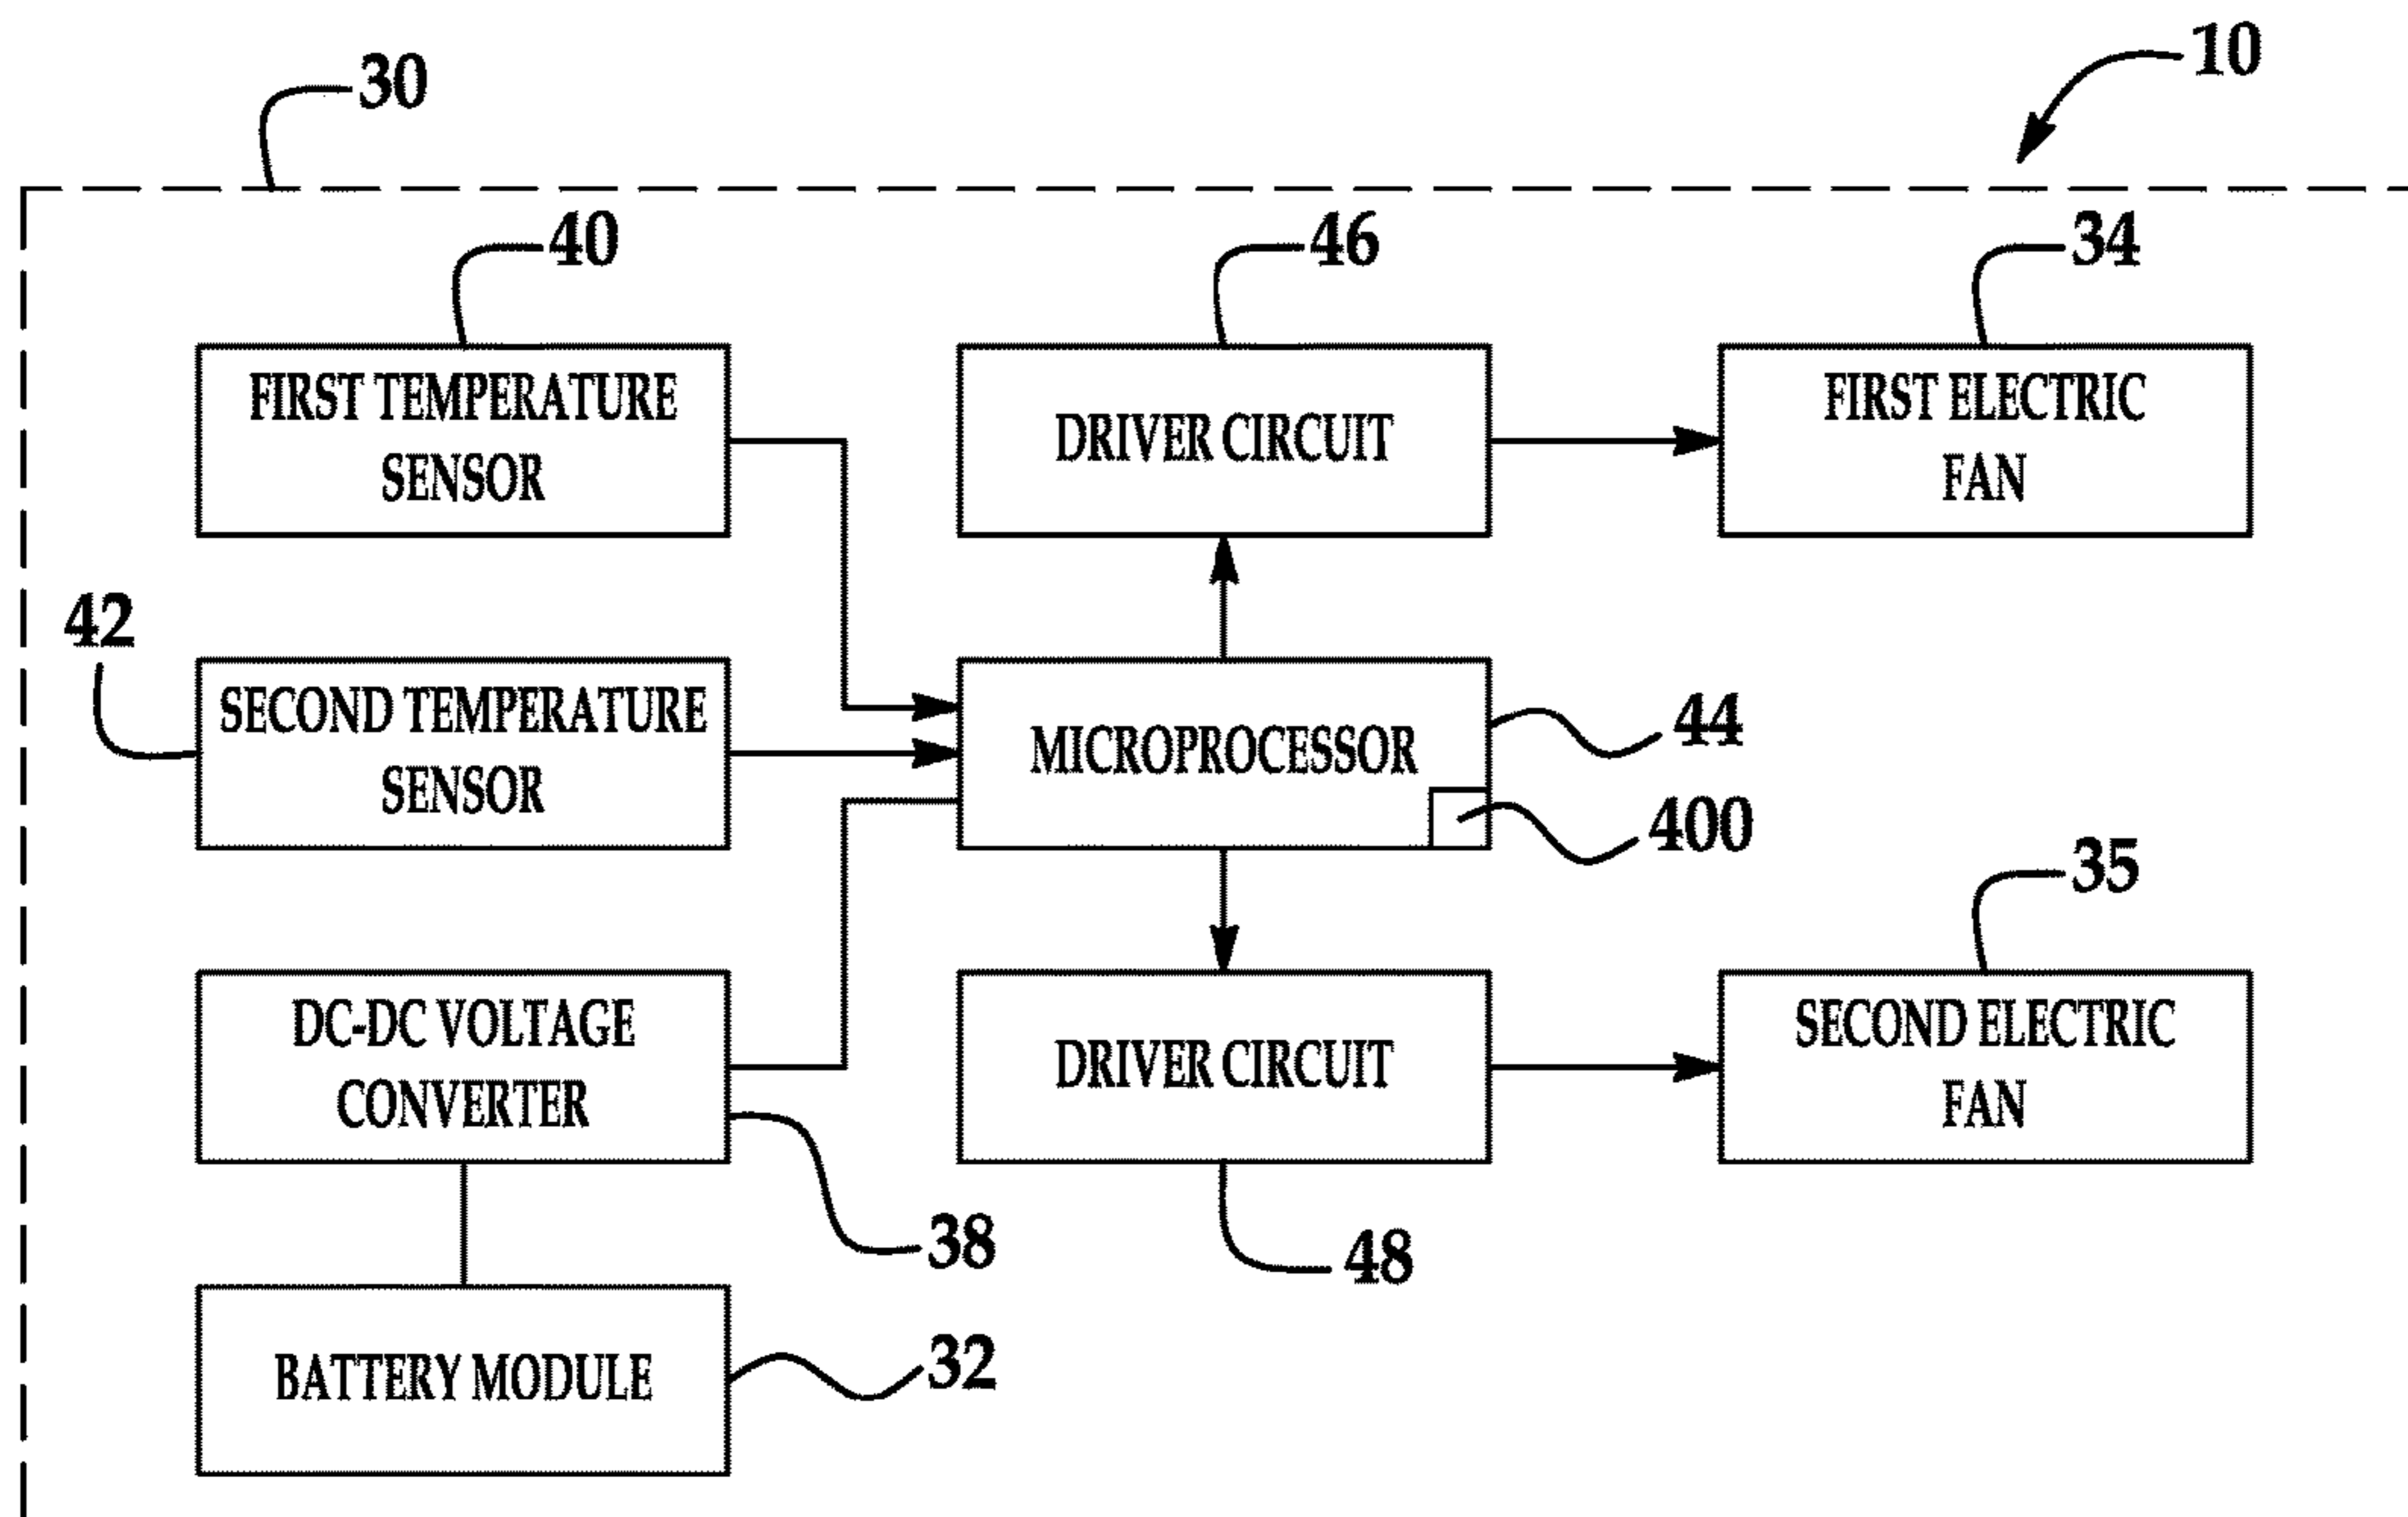 10
30
40
46
34
FIRST TEMPERATURE
SENSOR
DRIVER CIRCUIT
FIRST ELECTRIC
FAN
42
SECOND TEMPERATURE
SENSOR
MICROPROCESSOR
44
400
35
DC-DC VOLTAGE
CONVERTER
DRIVER CIRCUIT
SECOND ELECTRIC
FAN
38
48
BATTERY MODULE
32